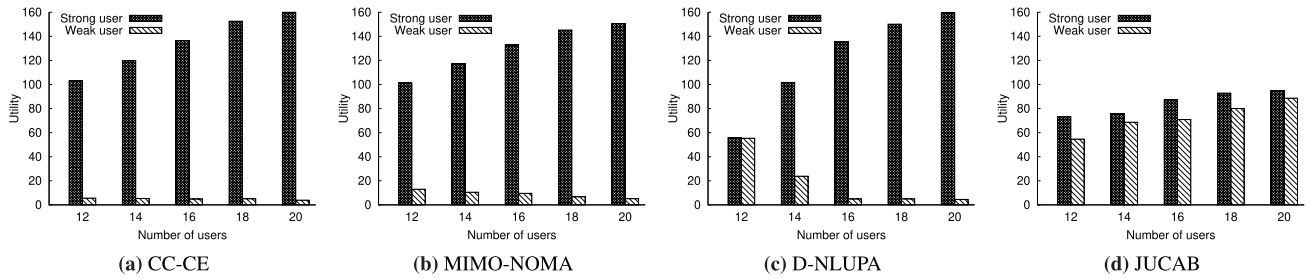 160
140
120
100
80
60
40
20
0
Utility
Strong user
Weak user
12 14 16 18 20
Number of users
(a) CC-CE
160
140
120
100
80
60
40
20
0
Utility
Strong user
Weak user
12 14 16 18 20
Number of users
(b) MIMO-NOMA
160
140
120
100
80
60
40
20
0
Utility
Strong user
Weak user
12 14 16 18 20
Number of users
(c) D-NLUPA
160
140
120
100
80
60
40
20
0
Utility
Strong user
Weak user
12 14 16 18 20
Number of users
(d) JUCAB